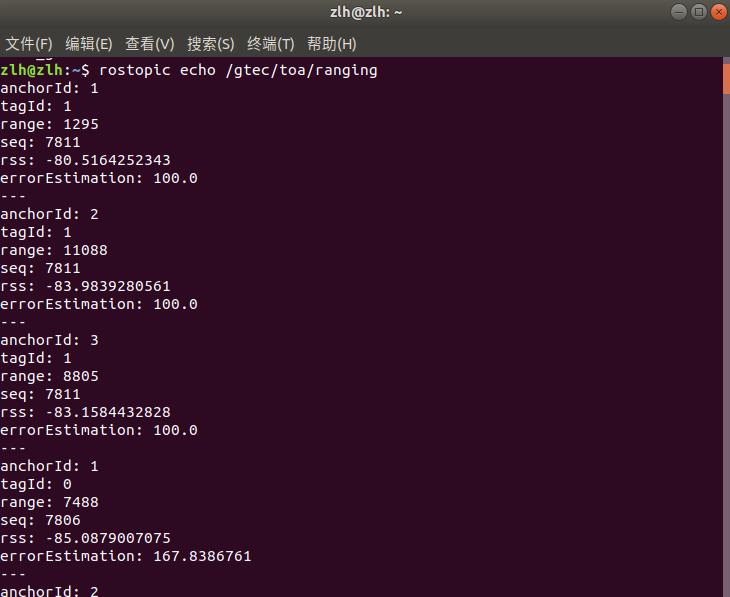 zlh@zlh: ~
文件(F) 编辑(E) 查看(V) 搜索(S) 终端(T) 帮助(H)
zlh@zlh:~$ rostopic echo /gtec/toa/ranging
anchorId: 1
tagId: 1
range: 1295
seq: 7811
rss: -80.5164252343
errorEstimation: 100.0
---
anchorId: 2
tagId: 1
range: 11088
seq: 7811
rss: -83.9839280561
errorEstimation: 100.0
---
anchorId: 3
tagId: 1
range: 8805
seq: 7811
rss: -83.1584432828
errorEstimation: 100.0
---
anchorId: 1
tagId: 0
range: 7488
seq: 7806
rss: -85.0879007075
errorEstimation: 167.8386761
---
anchorId: 2